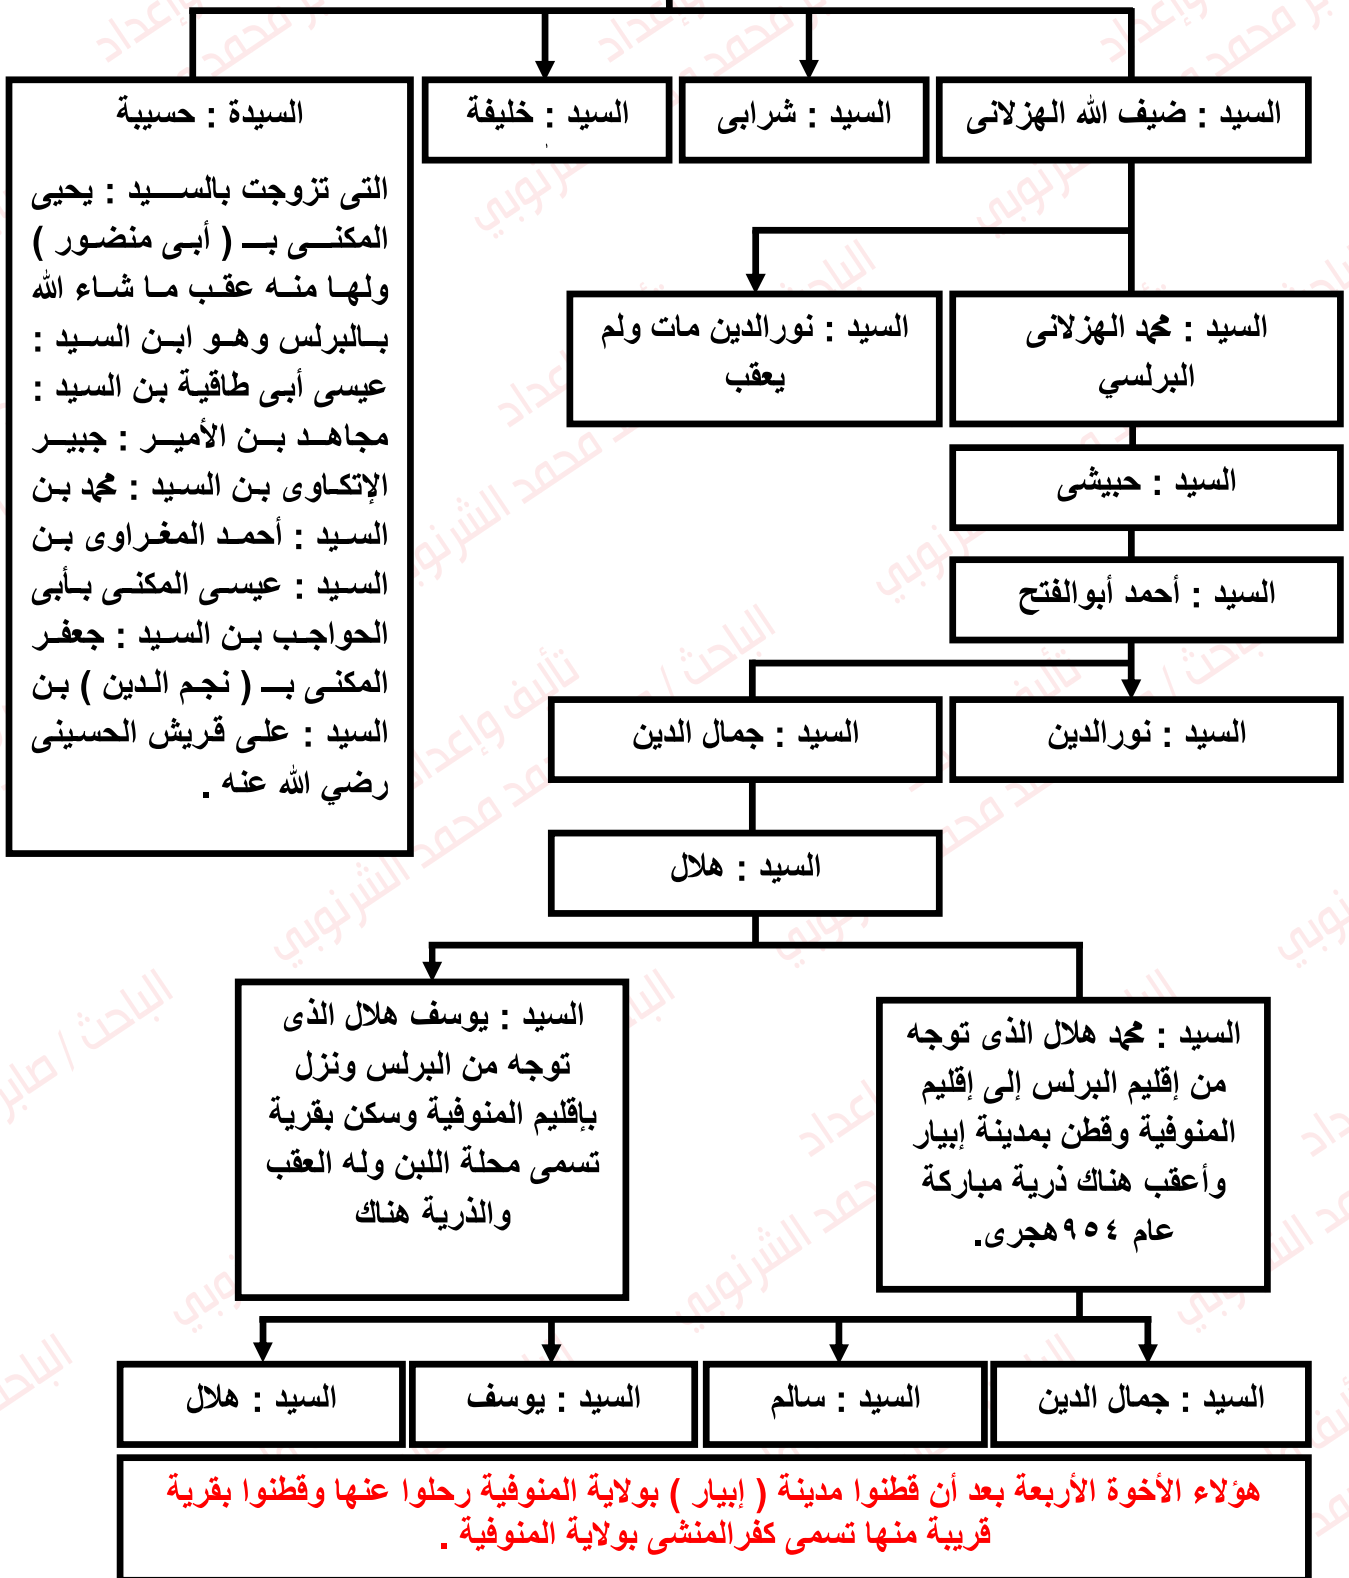 السيد : ضيف الله الهزلانى
السيد : شرابى
السيد : خليفة
السيدة : حسيبة
التى تزوجت بالسيد : يحيى
المكنى بـ ( أبى منضور )
ولها منه عقب ما شاء الله
بالبرلس وهو ابن السيد :
عيسى أبى طاقية بن السيد :
مجاهد بن الأمير : جبير
الإتكاوى بن السيد : محمد بن
السيد : أحمد المغراوى بن
السيد : عيسى المكنى بأبى
الحواجب بن السيد : جعفر
المكنى بـ ( نجم الدين ) بن
السيد : على قريش الحسينى
رضي الله عنه .
السيد : محمد الهزلانى
البرلسي
السيد : نورالدين مات ولم
يعقب
السيد : حبيشى
السيد : أحمد أبوالفتح
السيد : نورالدين
السيد : جمال الدين
السيد : هلال
السيد : محمد هلال الذى توجه
من إقليم البرلس إلى إقليم
المنوفية وقطن بمدينة إبيار
وأعقب هناك ذرية مباركة
عام ٩٥٤هجرى.
السيد : يوسف هلال الذى
توجه من البرلس ونزل
بإقليم المنوفية وسكن بقرية
تسمى محلة اللبن وله العقب
والذرية هناك
السيد : جمال الدين
السيد : سالم
السيد : يوسف
السيد : هلال
هؤلاء الأخوة الأربعة بعد أن قطنوا مدينة ( إبيار ) بولاية المنوفية رحلوا عنها وقطنوا بقرية
قريبة منها تسمى كفرالمنشى بولاية المنوفية .
تأليف وإعداد
الباحث / صابر محمد الشرنوبي